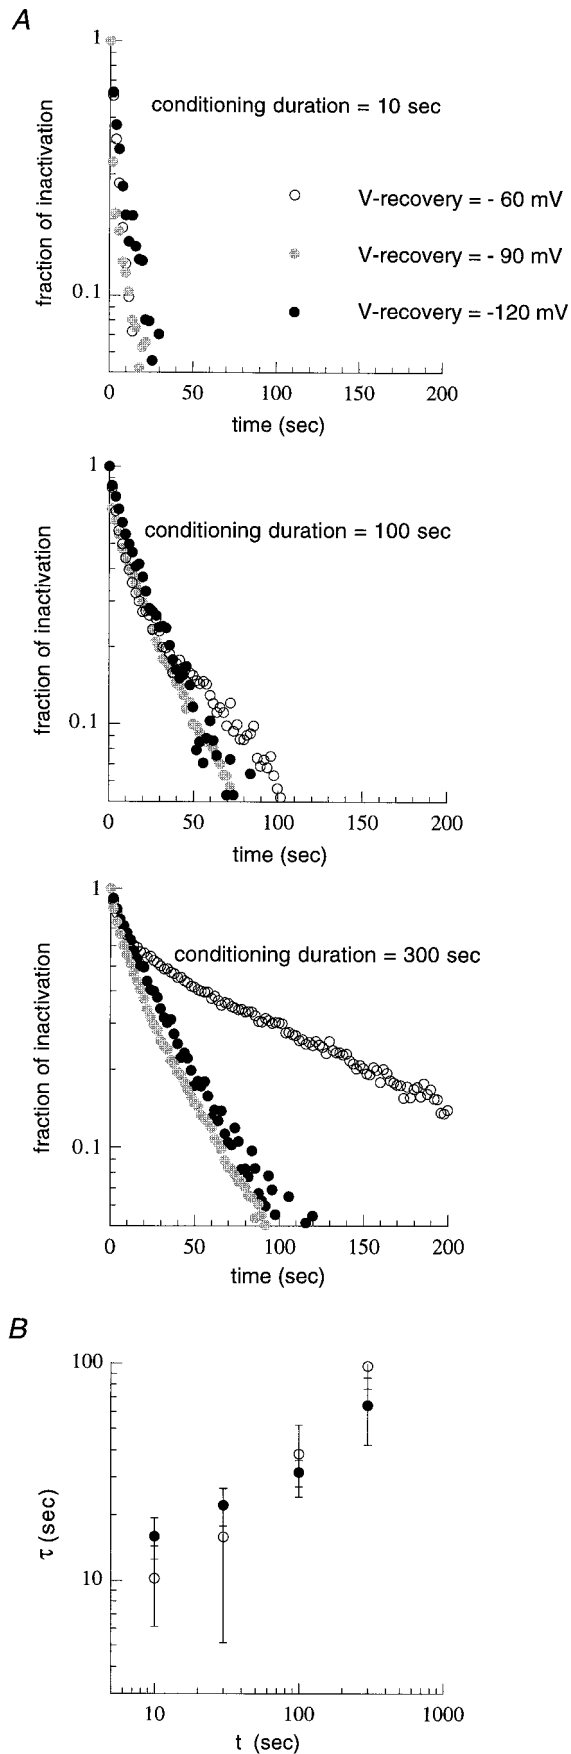 A
1
conditioning duration = 10 sec
V-recovery = - 60 mV
V-recovery = - 90 mV
V-recovery = -120 mV
0.1
fraction of inactivation
0 50 100 150 200
time (sec)
1
conditioning duration = 100 sec
0.1
fraction of inactivation
0 50 100 150 200
time (sec)
1
conditioning duration = 300 sec
0.1
fraction of inactivation
0 50 100 150 200
time (sec)
B
100
10
τ (sec)
10 100 1000
t (sec)